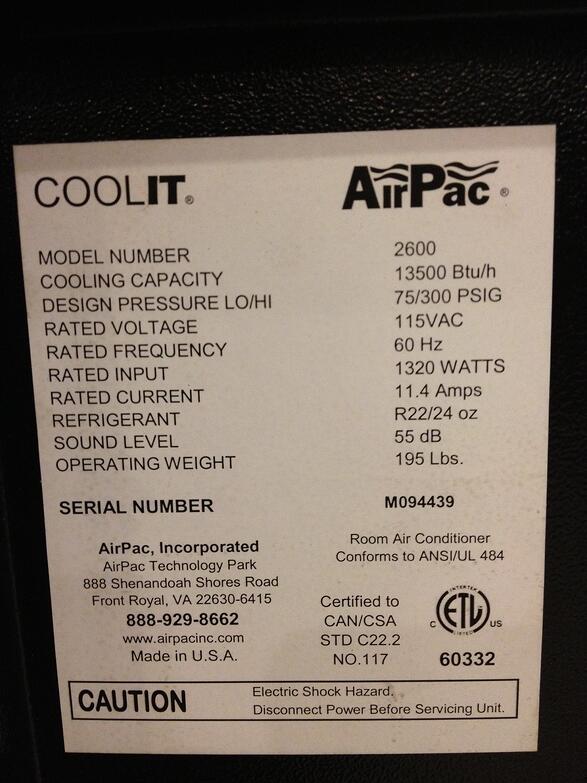 COOLIT® AirPac®
MODEL NUMBER 2600
COOLING CAPACITY 13500 Btu/h
DESIGN PRESSURE LO/HI 75/300 PSIG
RATED VOLTAGE 115VAC
RATED FREQUENCY 60 Hz
RATED INPUT 1320 WATTS
RATED CURRENT 11.4 Amps
REFRIGERANT R22/24 oz
SOUND LEVEL 55 dB
OPERATING WEIGHT 195 Lbs.
SERIAL NUMBER M094439
AirPac, Incorporated
AirPac Technology Park
888 Shenandoah Shores Road
Front Royal, VA 22630-6415
888-929-8662
www.airpacinc.com
Made in U.S.A.
Room Air Conditioner
Conforms to ANSI/UL 484
Certified to
CAN/CSA
STD C22.2
NO.117
INTERTEK
C ETL US
LISTED
60332
CAUTION
Electric Shock Hazard.
Disconnect Power Before Servicing Unit.